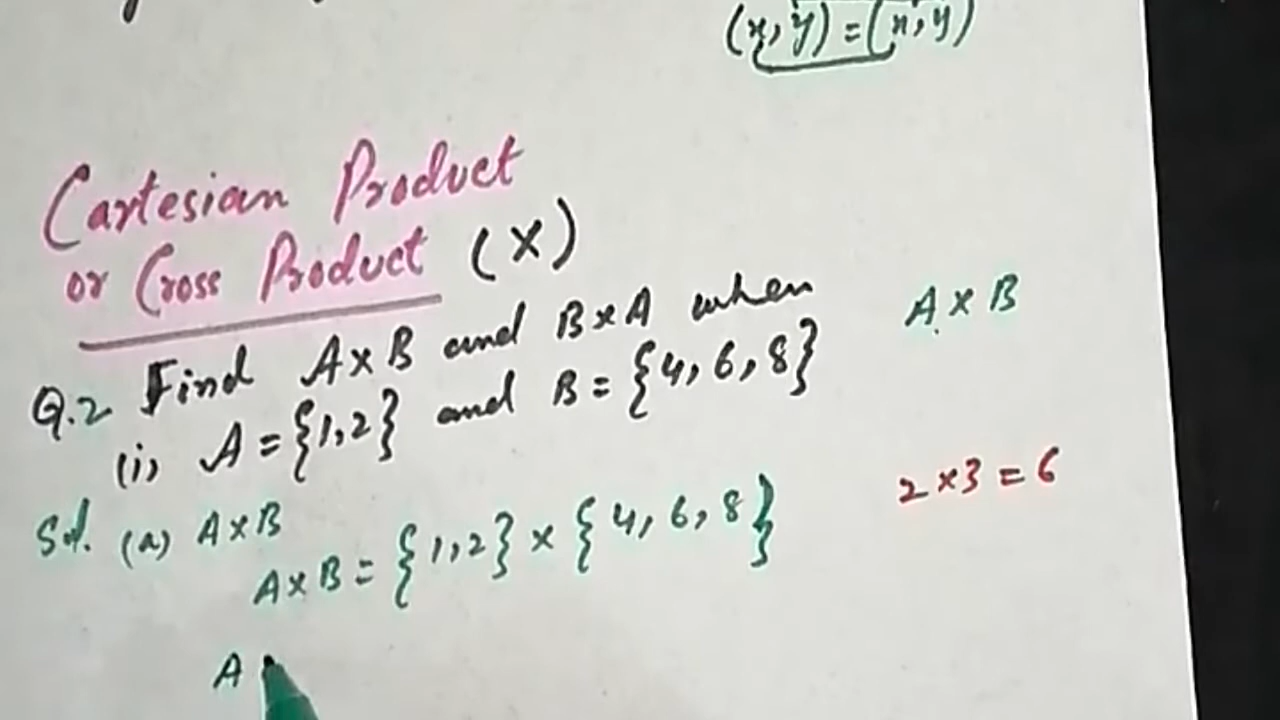 (x, y) = (x, y)
Cartesian Product
or Cross Product (X)
Q.2 Find A×B and B×A when
(i) A = {1,2} and B = {4, 6, 8}
A × B
2 × 3 = 6
Sol. (a) A×B
A×B = {1,2} × {4, 6, 8}
A